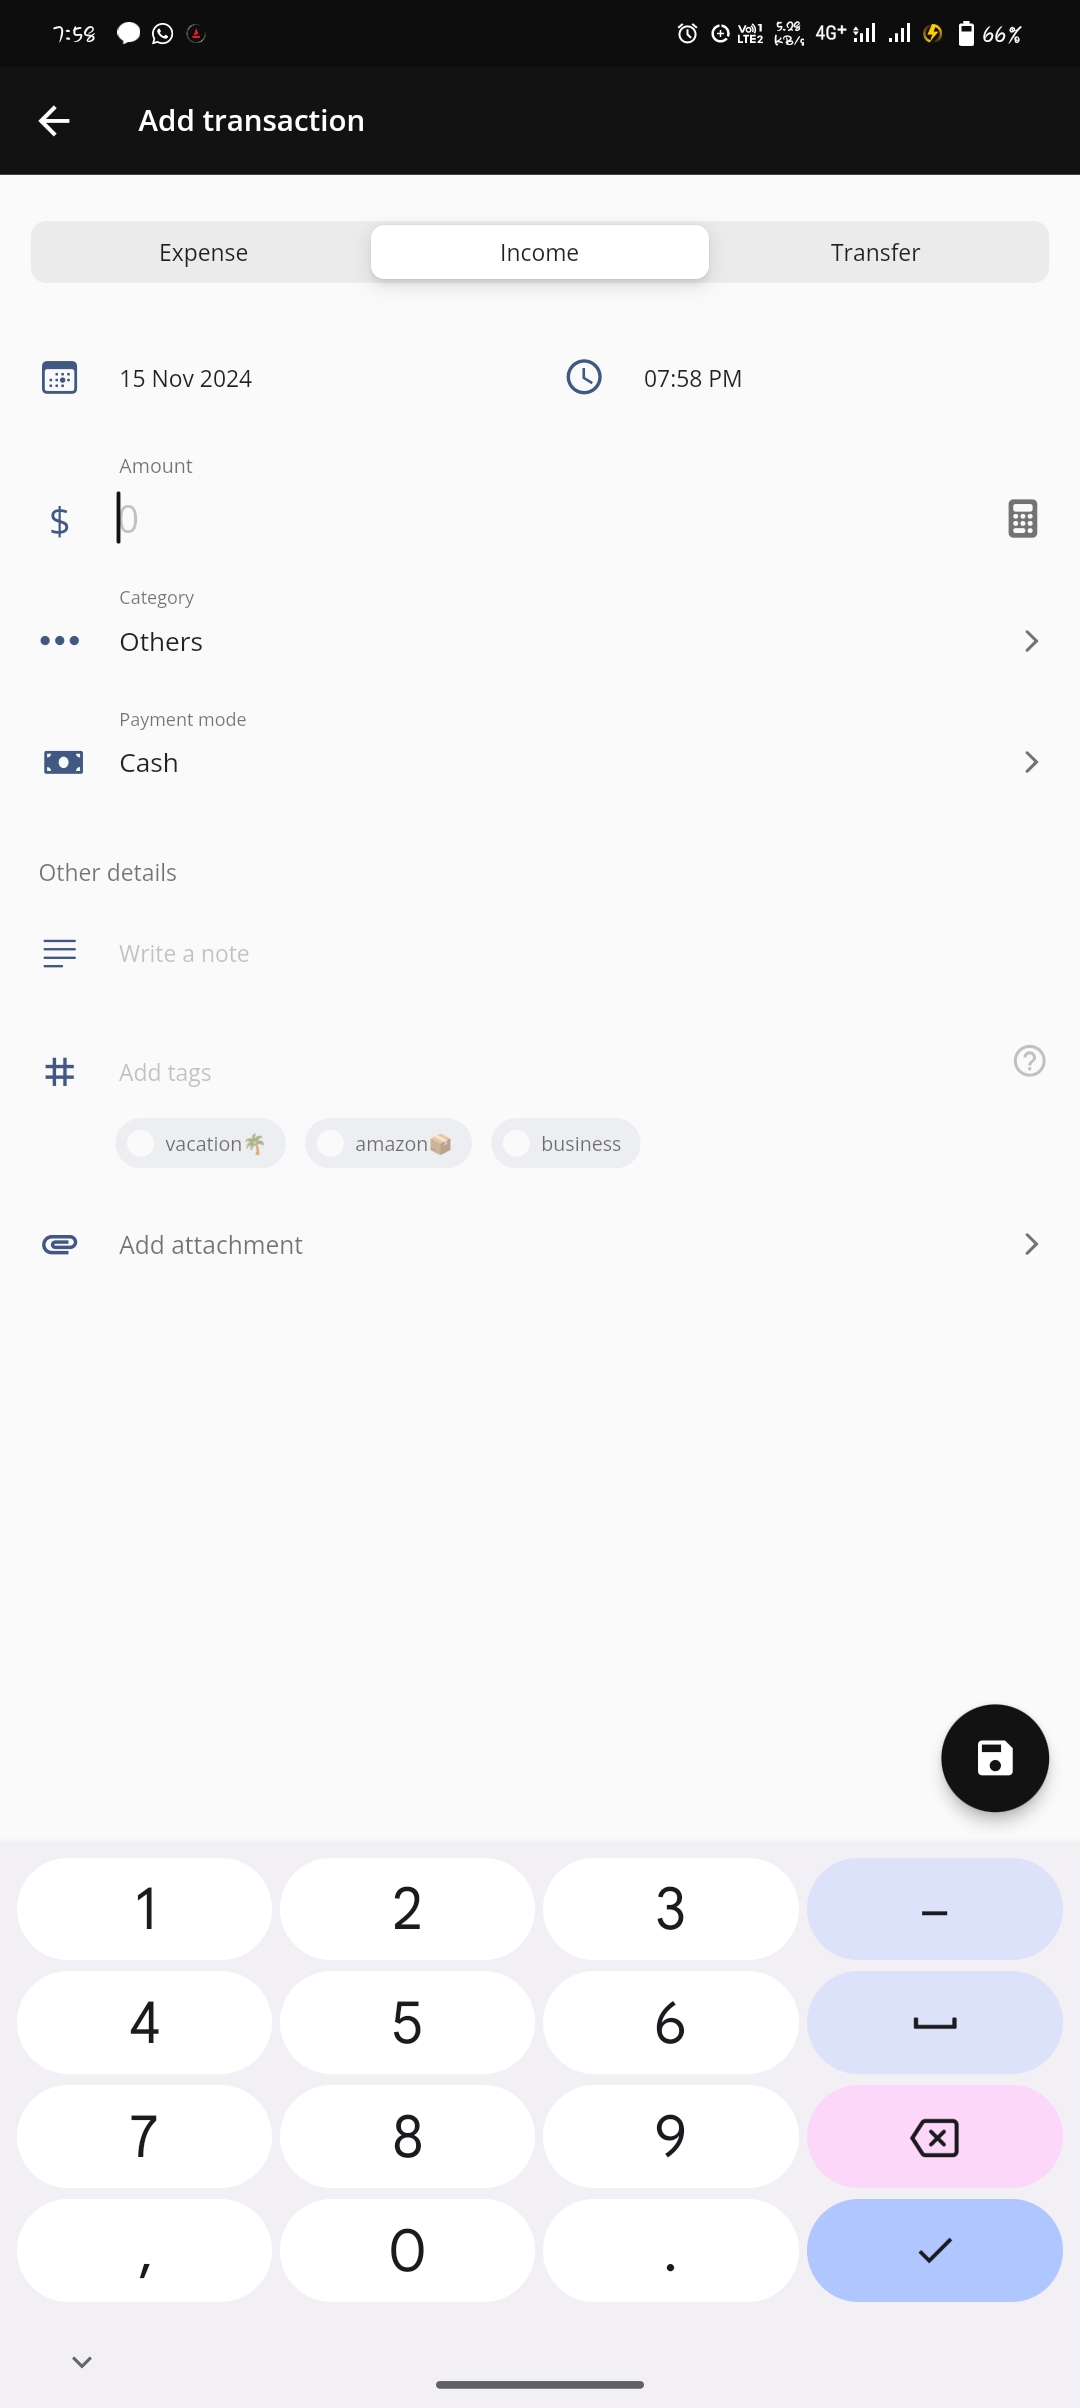 7:58 Vo)) 1 LTE2 5.28 KB/s 4G+ 66%
Add transaction
Expense Income Transfer
15 Nov 2024 07:58 PM
Amount
$ 0
Category
Others
Payment mode
Cash
Other details
Write a note
# Add tags
vacation🌴 amazon📦 business
Add attachment
1 2 3 –
4 5 6
7 8 9
, 0 .